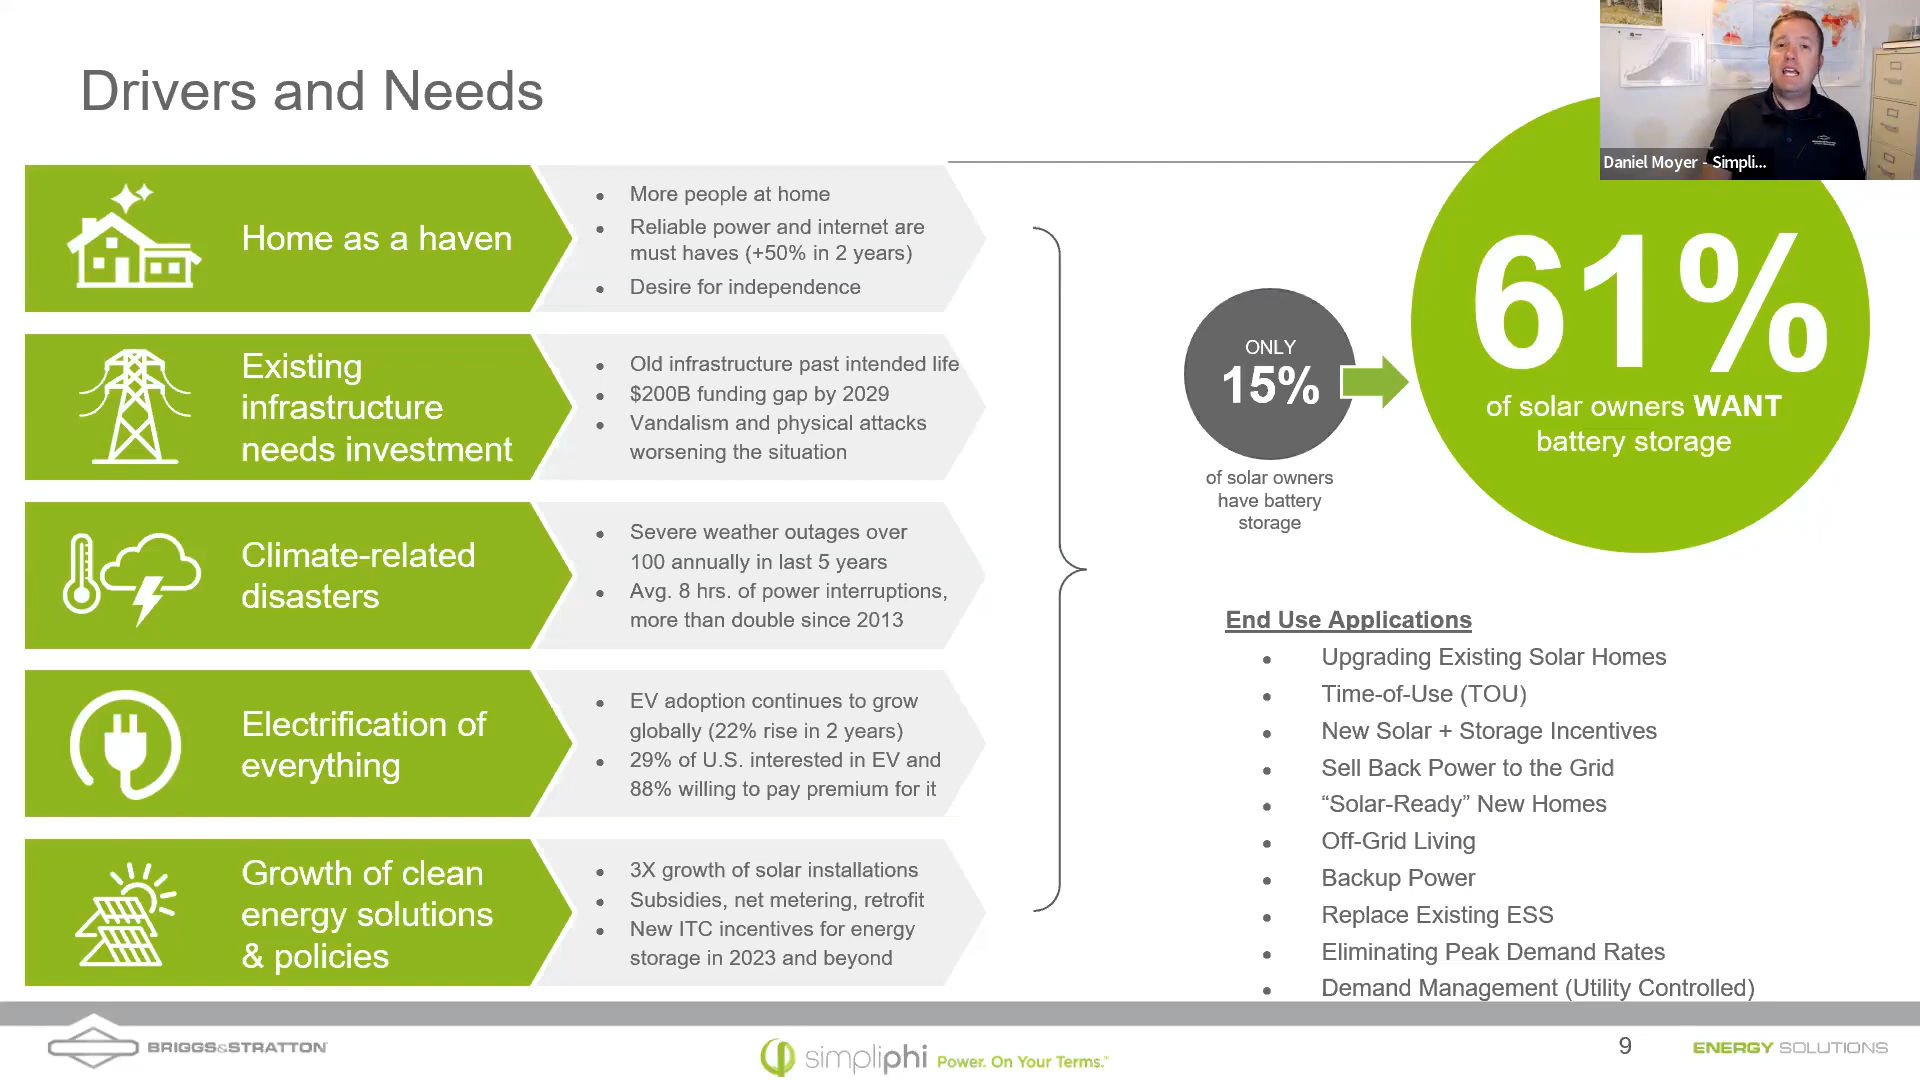 Drivers and Needs
Daniel Moyer - Simpli...
Home as a haven
• More people at home
• Reliable power and internet are
must haves (+50% in 2 years)
• Desire for independence
Existing
infrastructure
needs investment
• Old infrastructure past intended life
• $200B funding gap by 2029
• Vandalism and physical attacks
worsening the situation
Climate-related
disasters
• Severe weather outages over
100 annually in last 5 years
• Avg. 8 hrs. of power interruptions,
more than double since 2013
Electrification of
everything
• EV adoption continues to grow
globally (22% rise in 2 years)
• 29% of U.S. interested in EV and
88% willing to pay premium for it
Growth of clean
energy solutions
& policies
• 3X growth of solar installations
• Subsidies, net metering, retrofit
• New ITC incentives for energy
storage in 2023 and beyond
ONLY
15%
of solar owners
have battery
storage
61%
of solar owners WANT
battery storage
End Use Applications
• Upgrading Existing Solar Homes
• Time-of-Use (TOU)
• New Solar + Storage Incentives
• Sell Back Power to the Grid
• “Solar-Ready” New Homes
• Off-Grid Living
• Backup Power
• Replace Existing ESS
• Eliminating Peak Demand Rates
• Demand Management (Utility Controlled)
BRIGGS&STRATTON
simpliphi Power. On Your Terms.™
9
ENERGY SOLUTIONS